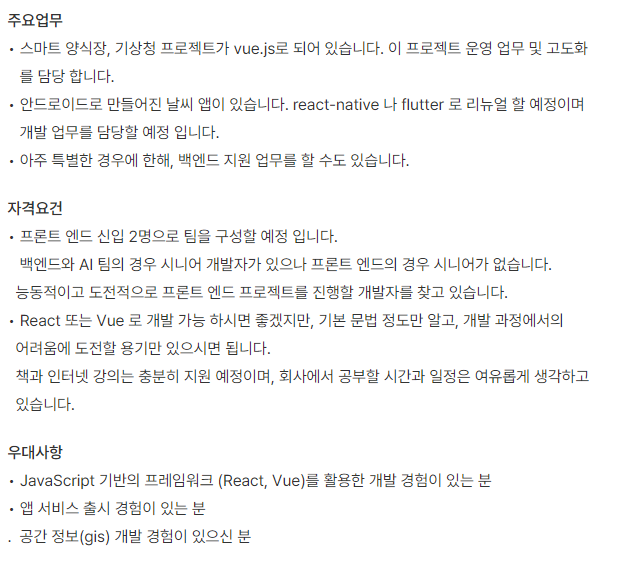 주요업무
• 스마트 양식장, 기상청 프로젝트가 vue.js로 되어 있습니다. 이 프로젝트 운영 업무 및 고도화
를 담당 합니다.
• 안드로이드로 만들어진 날씨 앱이 있습니다. react-native 나 flutter 로 리뉴얼 할 예정이며
개발 업무를 담당할 예정 입니다.
• 아주 특별한 경우에 한해, 백엔드 지원 업무를 할 수도 있습니다.
자격요건
• 프론트 엔드 신입 2명으로 팀을 구성할 예정 입니다.
백엔드와 AI 팀의 경우 시니어 개발자가 있으나 프론트 엔드의 경우 시니어가 없습니다.
능동적이고 도전적으로 프론트 엔드 프로젝트를 진행할 개발자를 찾고 있습니다.
• React 또는 Vue 로 개발 가능 하시면 좋겠지만, 기본 문법 정도만 알고, 개발 과정에서의
어려움에 도전할 용기만 있으시면 됩니다.
책과 인터넷 강의는 충분히 지원 예정이며, 회사에서 공부할 시간과 일정은 여유롭게 생각하고
있습니다.
우대사항
• JavaScript 기반의 프레임워크 (React, Vue)를 활용한 개발 경험이 있는 분
• 앱 서비스 출시 경험이 있는 분
. 공간 정보(gis) 개발 경험이 있으신 분